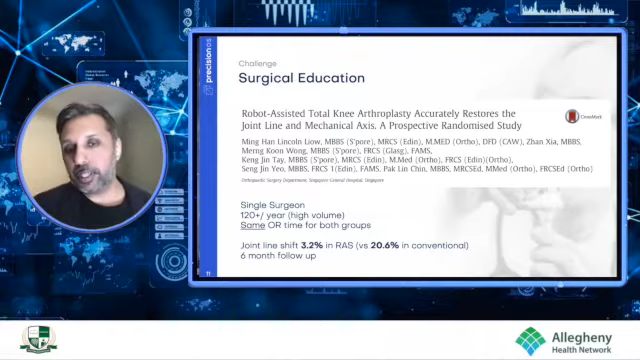 precisionos
Challenge
Surgical Education
Robot-Assisted Total Knee Arthroplasty Accurately Restores the
Joint Line and Mechanical Axis. A Prospective Randomised Study
CrossMark
Ming Han Lincoln Liow, MBBS (S'pore), MRCS (Edin), M.MED (Ortho), DFD (CAW), Zhan Xia, MBBS,
Merng Koon Wong, MBBS (S'pore), FRCS (Glasg), FAMS,
Keng Jin Tay, MBBS (S'pore), MRCS (Edin), M.Med (Ortho), FRCS (Edin)(Ortho),
Seng Jin Yeo, MBBS, FRCS 1(Edin), FAMS, Pak Lin Chin, MBBS, MRCSEd, MMed (Ortho), FRCSEd (Ortho)
Orthopaedic Surgery Department, Singapore General Hospital, Singapore
Single Surgeon
120+/ year (high volume)
Same OR time for both groups
Joint line shift 3.2% in RAS (vs 20.6% in conventional)
6 month follow up
11
Allegheny
Health Network